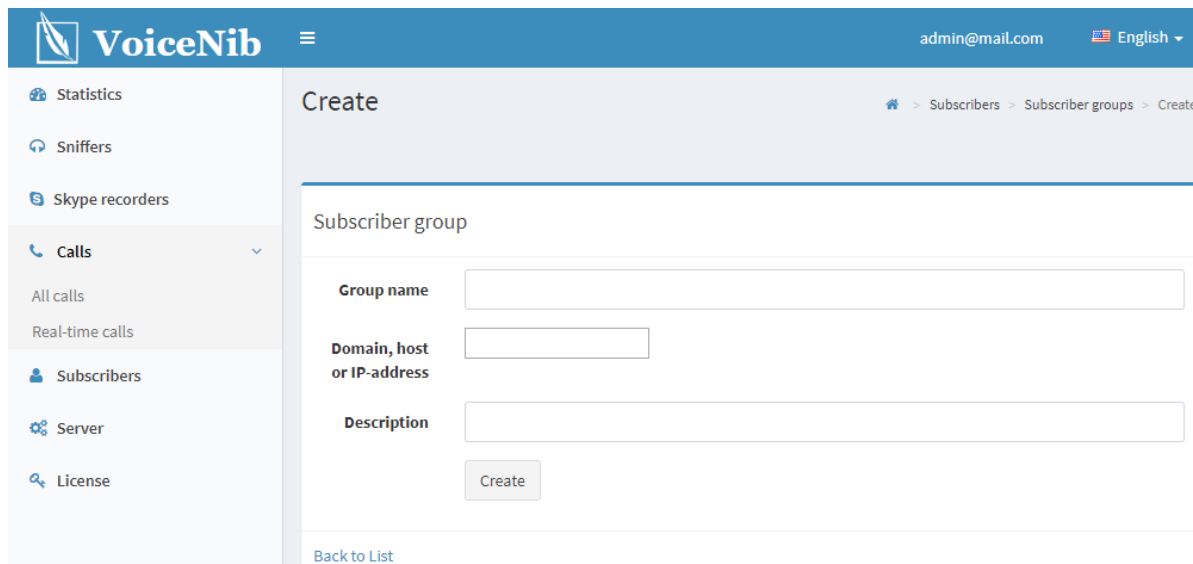 VoiceNib
admin@mail.com
English
Statistics
Sniffers
Skype recorders
Calls
All calls
Real-time calls
Subscribers
Server
License
Create
> Subscribers > Subscriber groups > Create
Subscriber group
Group name
Domain, host
or IP-address
Description
Create
Back to List